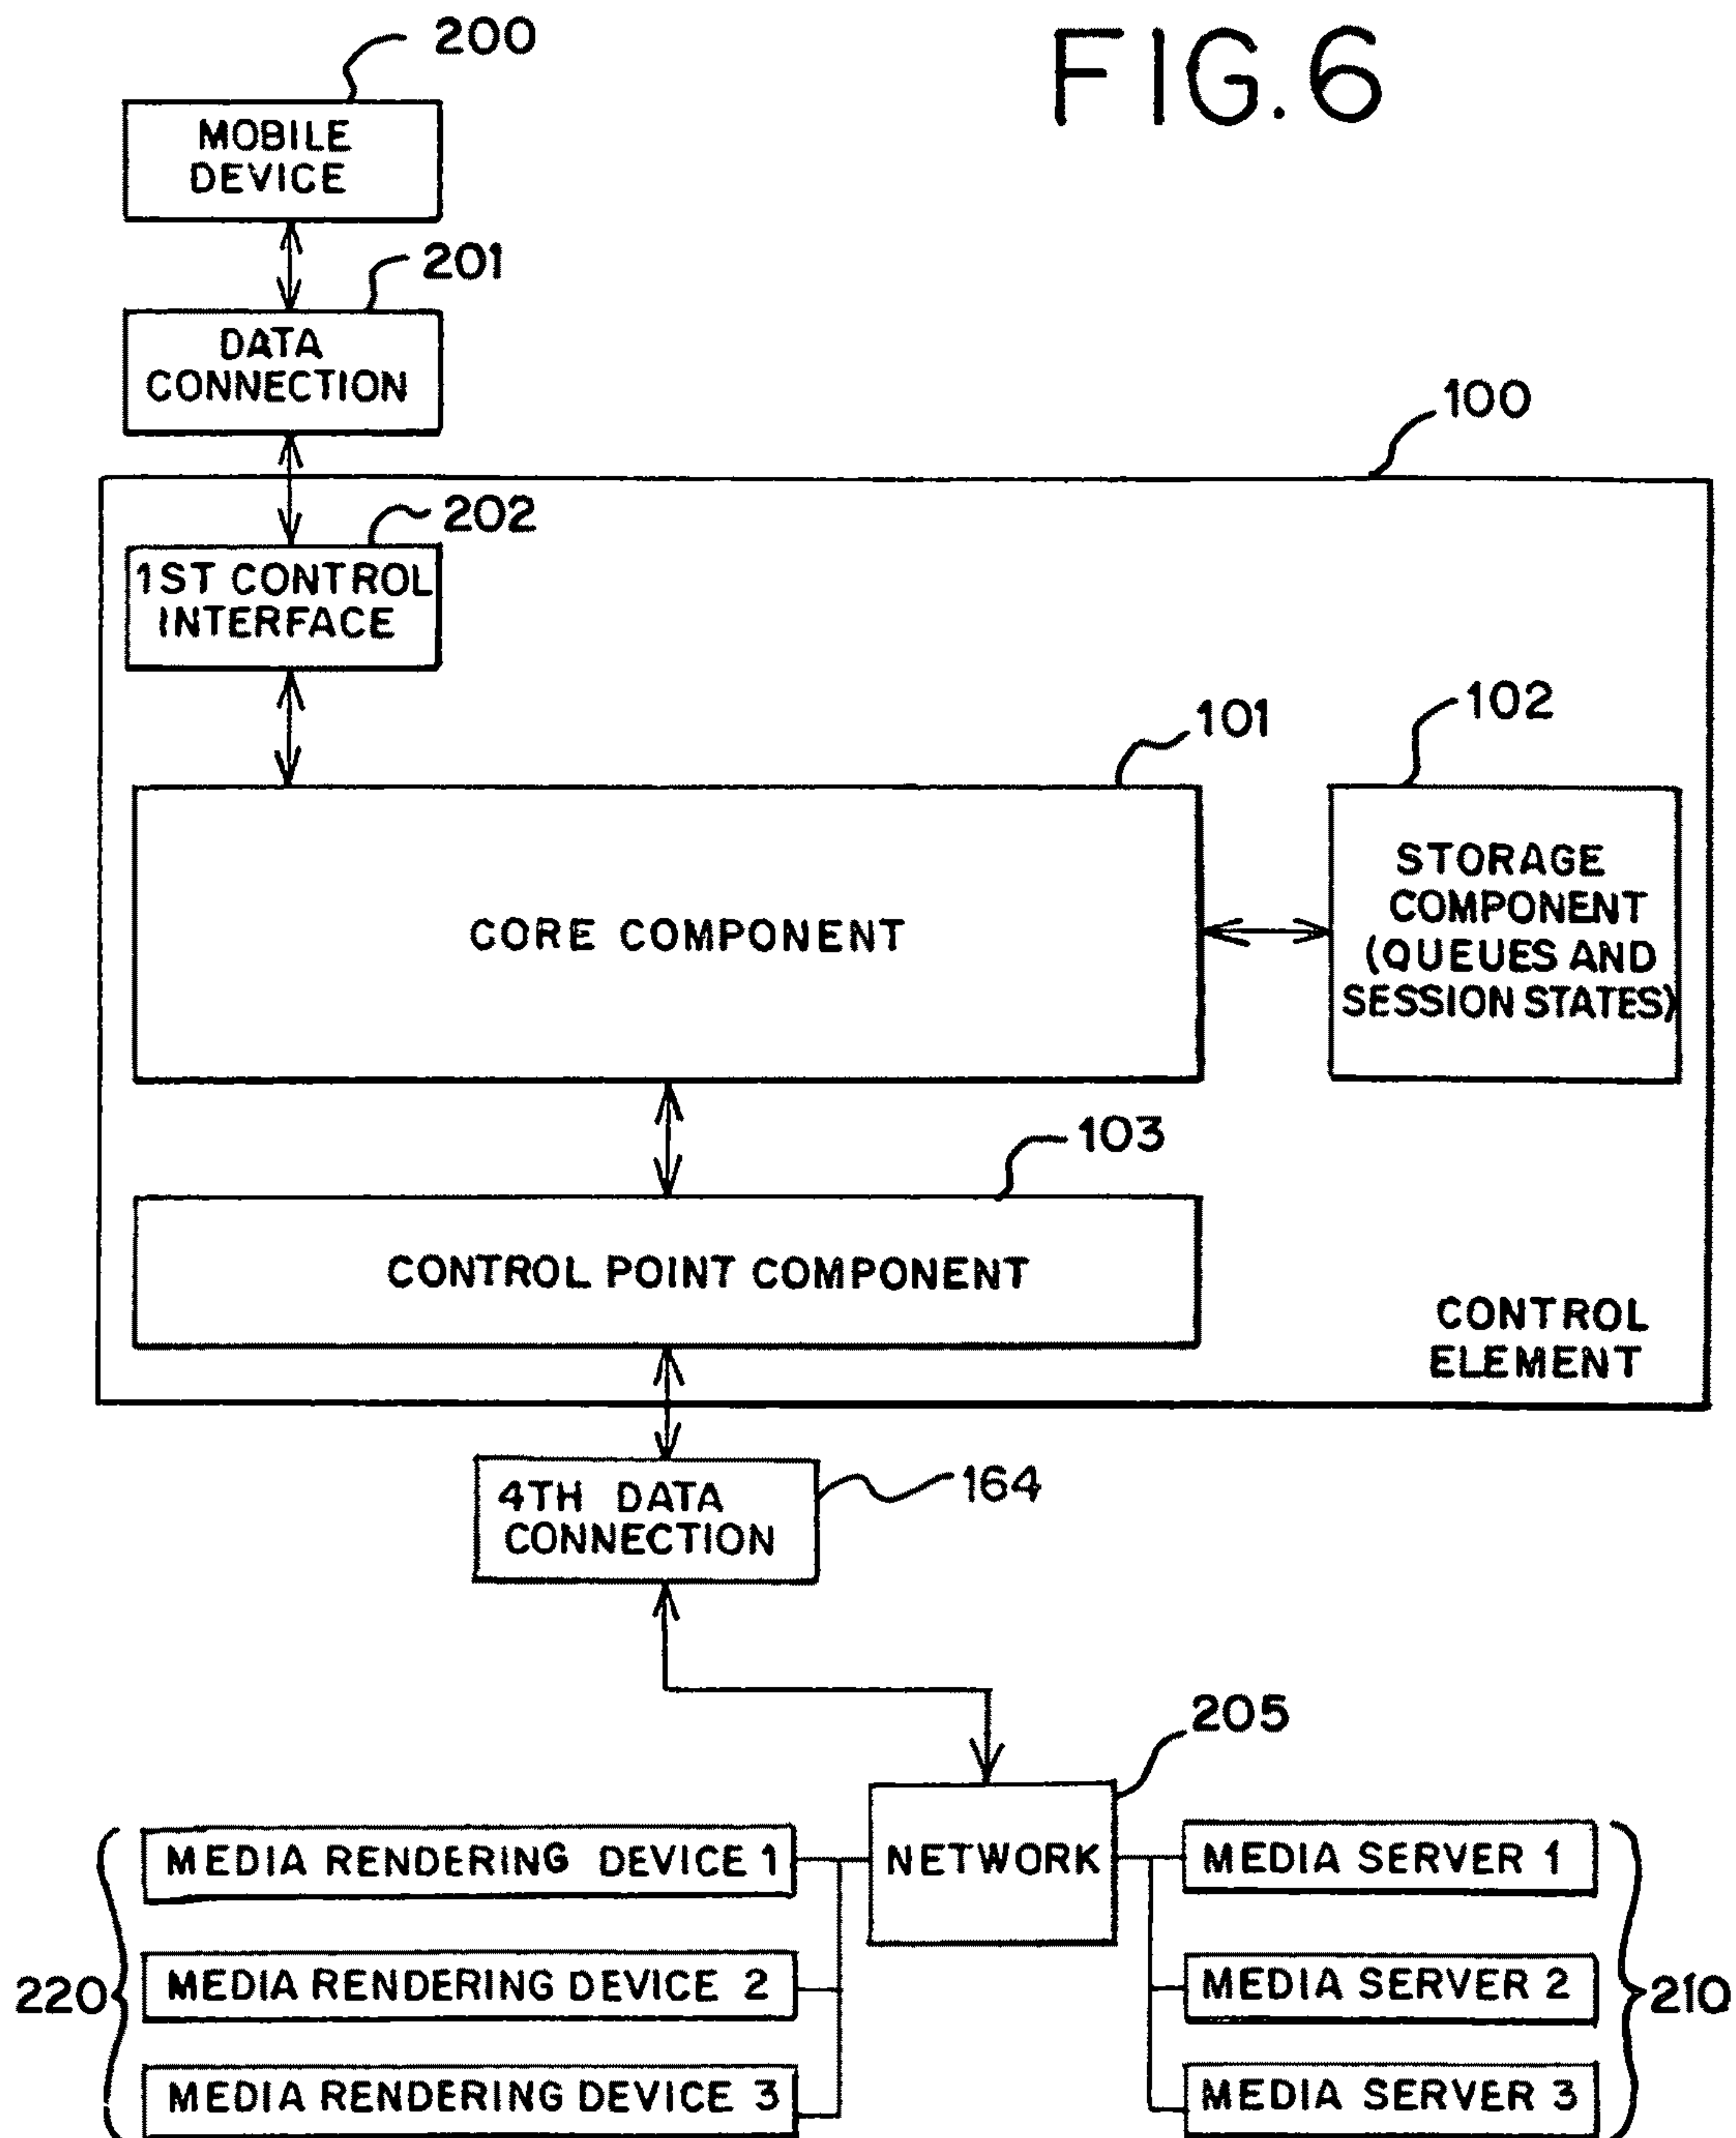 FIG. 6
200
MOBILE
DEVICE
201
DATA
CONNECTION
100
202
1ST CONTROL
INTERFACE
101
102
CORE COMPONENT
STORAGE
COMPONENT
(QUEUES AND
SESSION STATES)
103
CONTROL POINT COMPONENT
CONTROL
ELEMENT
4TH DATA
CONNECTION
164
205
NETWORK
220
MEDIA RENDERING DEVICE 1
MEDIA RENDERING DEVICE 2
MEDIA RENDERING DEVICE 3
MEDIA SERVER 1
MEDIA SERVER 2
MEDIA SERVER 3
210